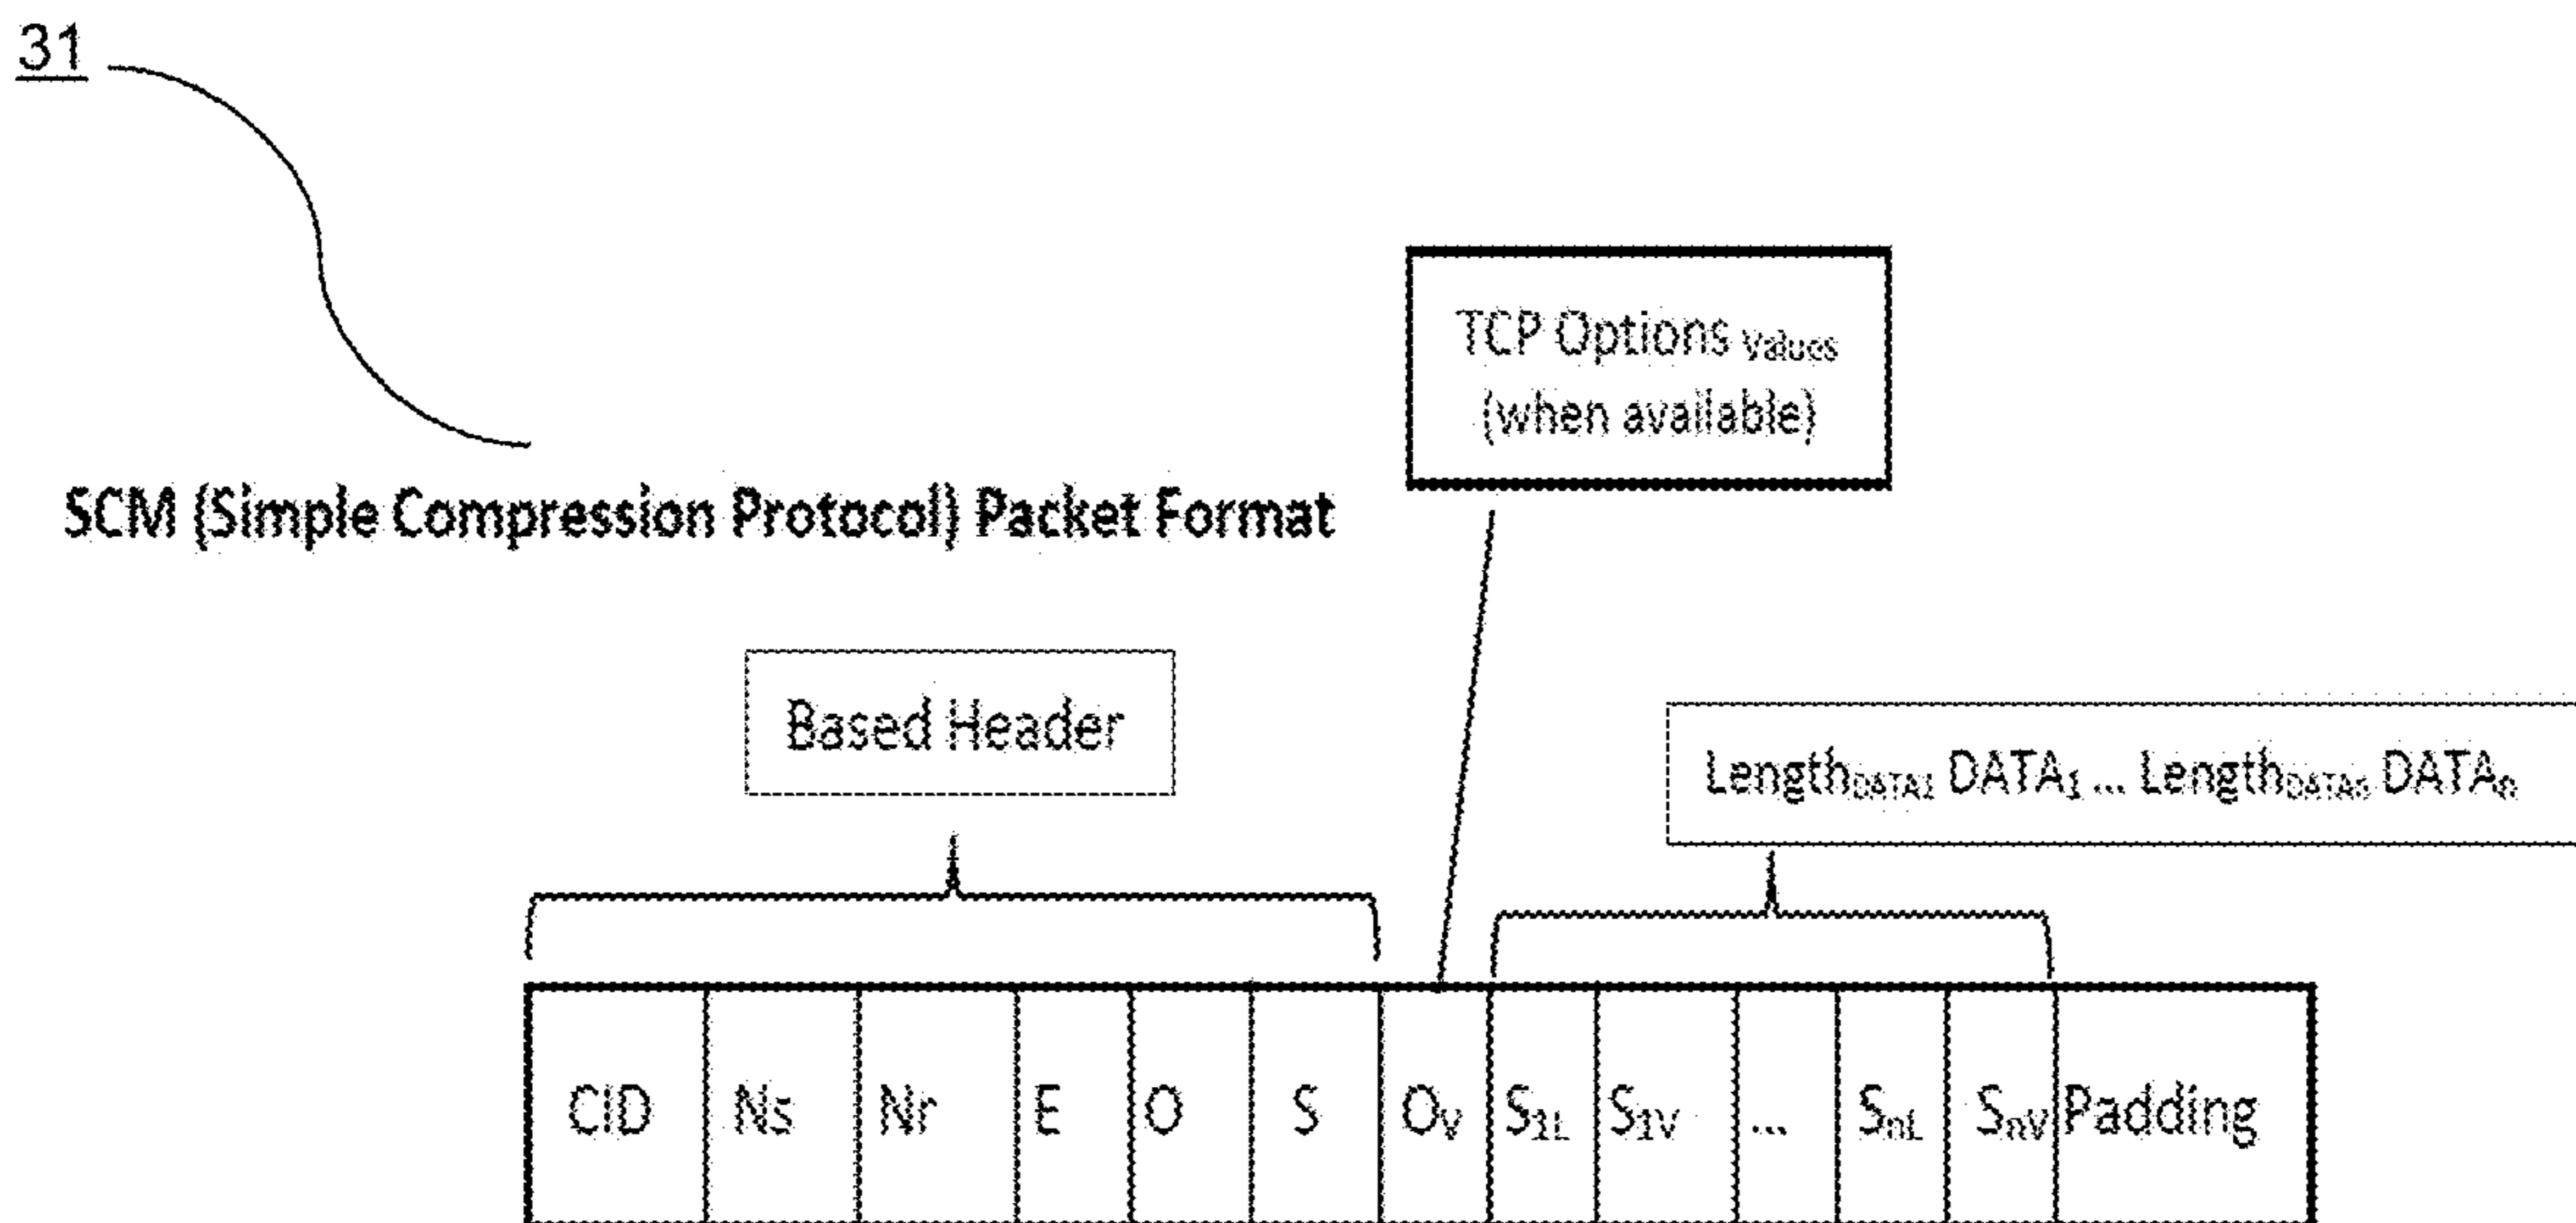 31
TCP Options Values
(when available)
SCM (Simple Compression Protocol) Packet Format
Based Header
Length DATA1 DATA1 ... Length DATAn DATAn
CID Ns Nr E O S OV S1L S1V ... SnL SnV Padding